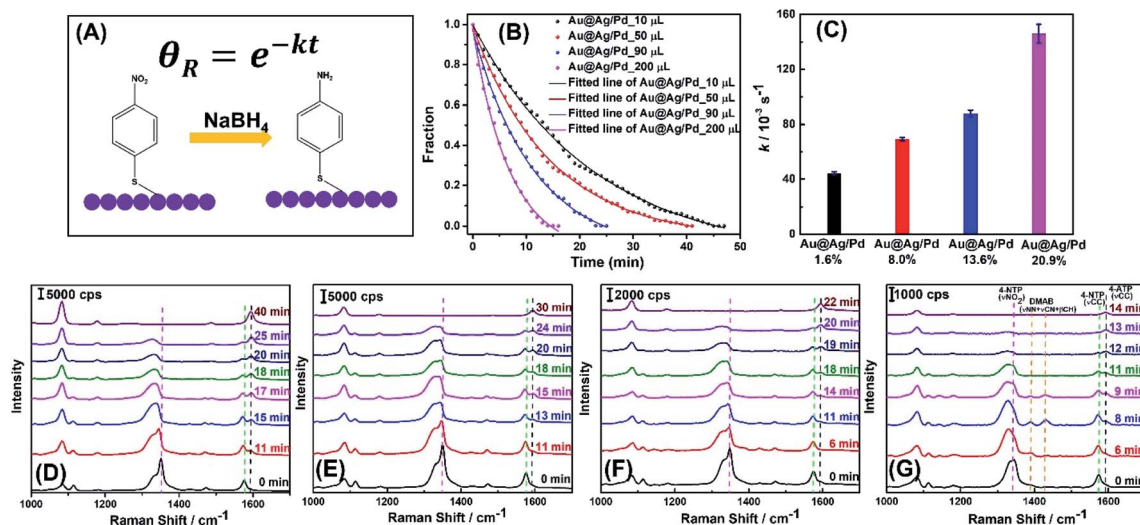 (A)
θR = e−kt
NO2
NaBH4
NH2
S
S
(B)
Au@Ag/Pd_10 μL
Au@Ag/Pd_50 μL
Au@Ag/Pd_90 μL
Au@Ag/Pd_200 μL
Fitted line of Au@Ag/Pd_10 μL
Fitted line of Au@Ag/Pd_50 μL
Fitted line of Au@Ag/Pd_90 μL
Fitted line of Au@Ag/Pd_200 μL
Fraction
1.0
0.8
0.6
0.4
0.2
0.0
0 10 20 30 40 50
Time (min)
(C)
k / 10−3 s−1
160
120
80
40
0
Au@Ag/Pd Au@Ag/Pd Au@Ag/Pd Au@Ag/Pd
1.6% 8.0% 13.6% 20.9%
5000 cps
40 min
25 min
20 min
18 min
17 min
15 min
11 min
0 min
Intensity
(D)
1000 1200 1400 1600
Raman Shift / cm−1
5000 cps
30 min
24 min
20 min
18 min
15 min
13 min
11 min
0 min
Intensity
(E)
1000 1200 1400 1600
Raman Shift / cm−1
2000 cps
22 min
20 min
19 min
18 min
14 min
11 min
6 min
0 min
Intensity
(F)
1000 1200 1400 1600
Raman Shift / cm−1
1000 cps
4-NTP
(νNO2)
DMAB
(νNN+νCN+βCH)
4-NTP
(νCC)
4-ATP
(νCC)
14 min
13 min
12 min
11 min
9 min
8 min
6 min
0 min
Intensity
(G)
1000 1200 1400 1600
Raman Shift / cm−1